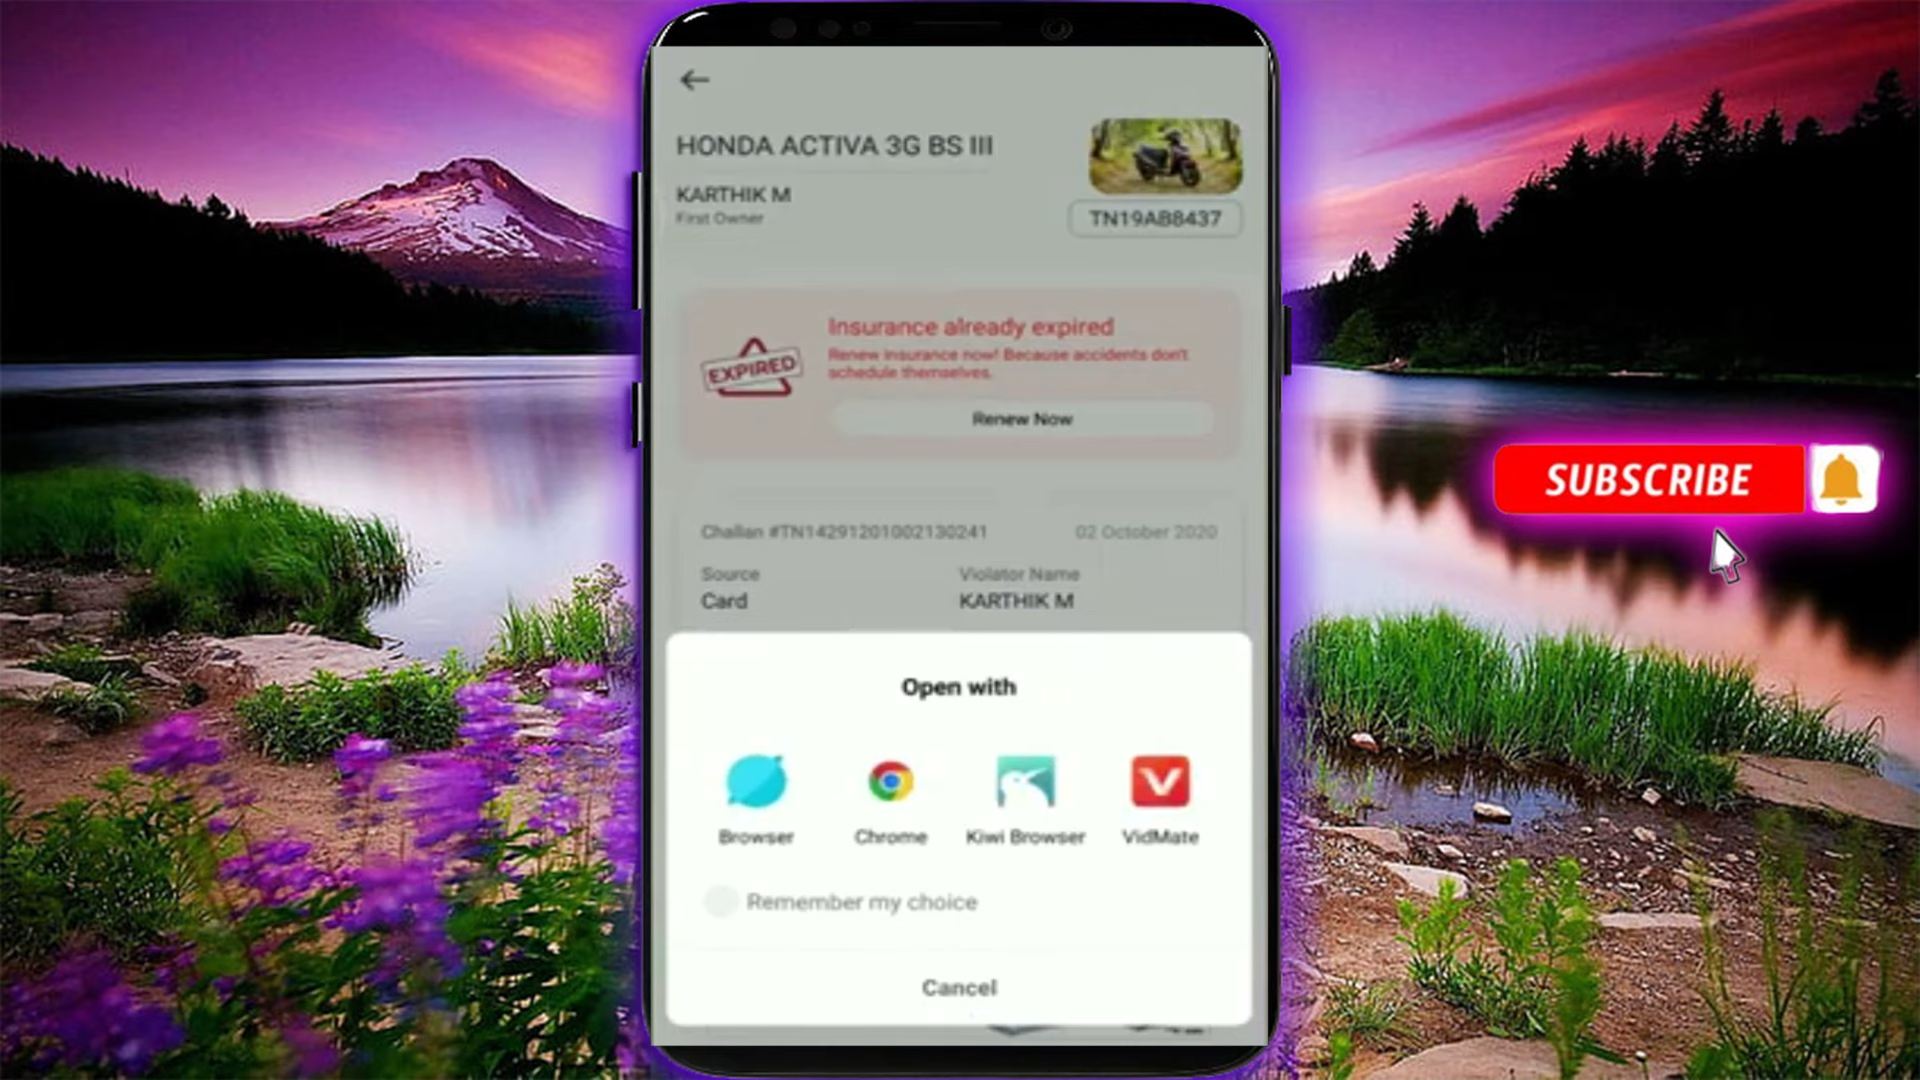 HONDA ACTIVA 3G BS III
KARTHIK M
First Owner
TN19AB8437
EXPIRED
Insurance already expired
Renew insurance now! Because accidents don't
schedule themselves.
Renew Now
Challan #TN14291201002130241
02 October 2020
Source
Violator Name
Card
KARTHIK M
Open with
Browser
Chrome
Kiwi Browser
VidMate
Remember my choice
Cancel
SUBSCRIBE